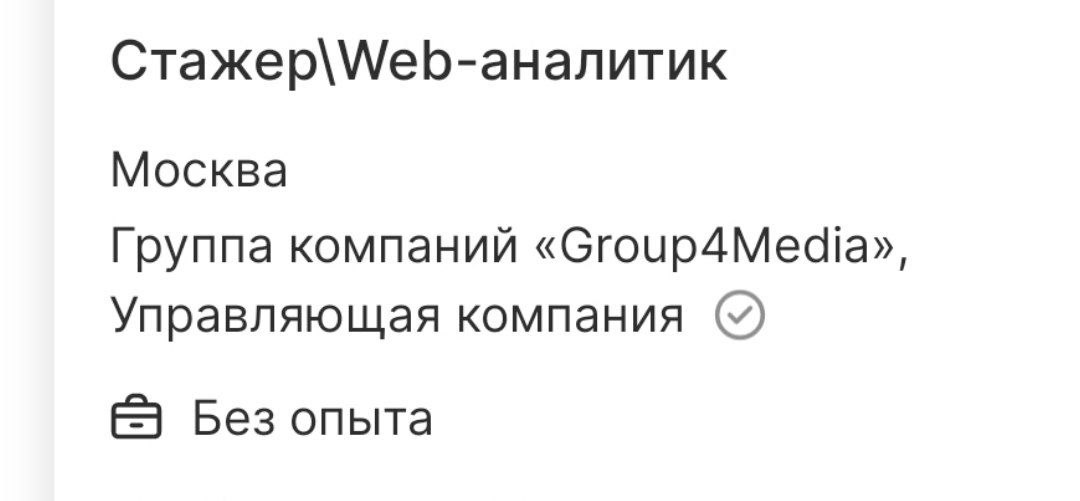 Стажер\Web-аналитик
Москва
Группа компаний «Group4Media»,
Управляющая компания
Без опыта